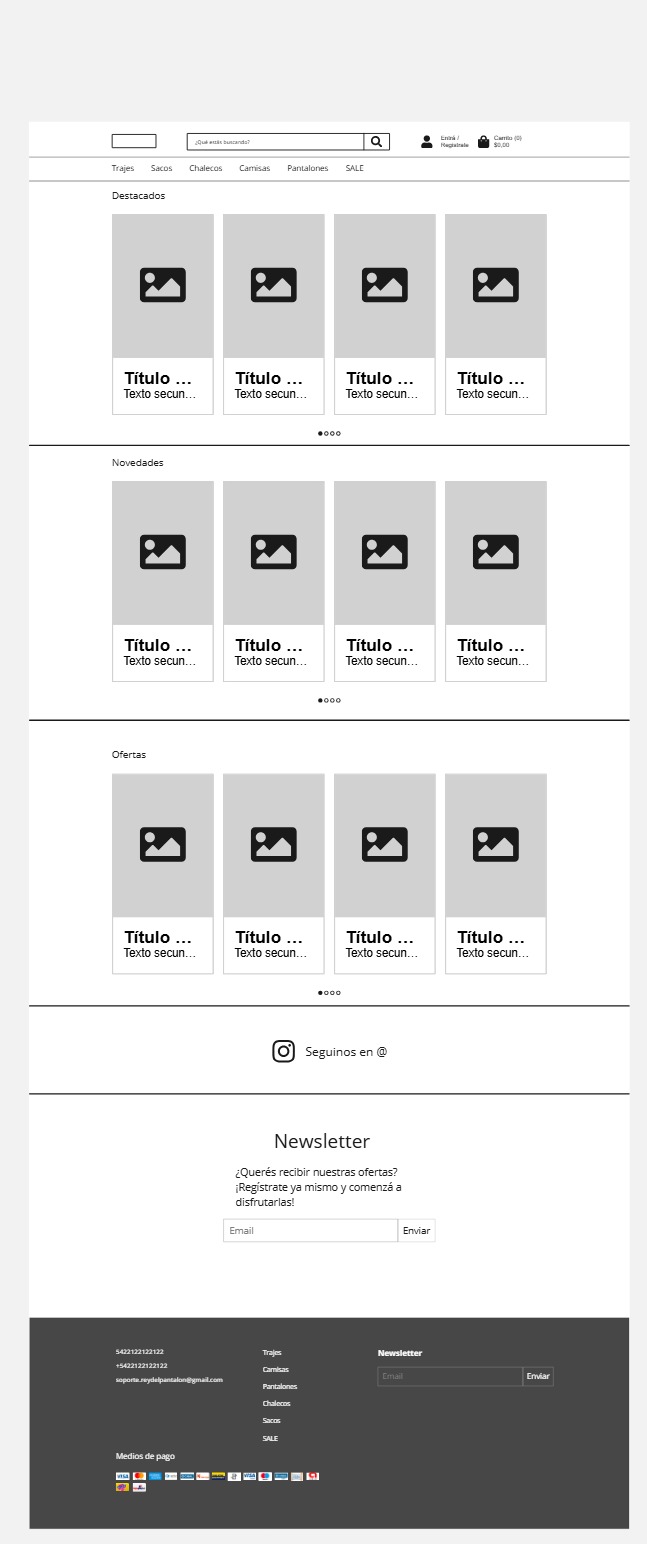 ¿Qué estás buscando?
Entrá /
Registrate
Carrito (0)
$0,00
Trajes Sacos Chalecos Camisas Pantalones SALE
Destacados
Título ... Título ... Título ... Título ...
Texto secun... Texto secun... Texto secun... Texto secun...
Novedades
Título ... Título ... Título ... Título ...
Texto secun... Texto secun... Texto secun... Texto secun...
Ofertas
Título ... Título ... Título ... Título ...
Texto secun... Texto secun... Texto secun... Texto secun...
Seguinos en @
Newsletter
¿Querés recibir nuestras ofertas?
¡Regístrate ya mismo y comenzá a
disfrutarlas!
Email Enviar
5422122122122
+5422122122122
soporte.reydelpantalon@gmail.com
Trajes
Camisas
Pantalones
Chalecos
Sacos
SALE
Newsletter
Email Enviar
Medios de pago
VISA
VISA